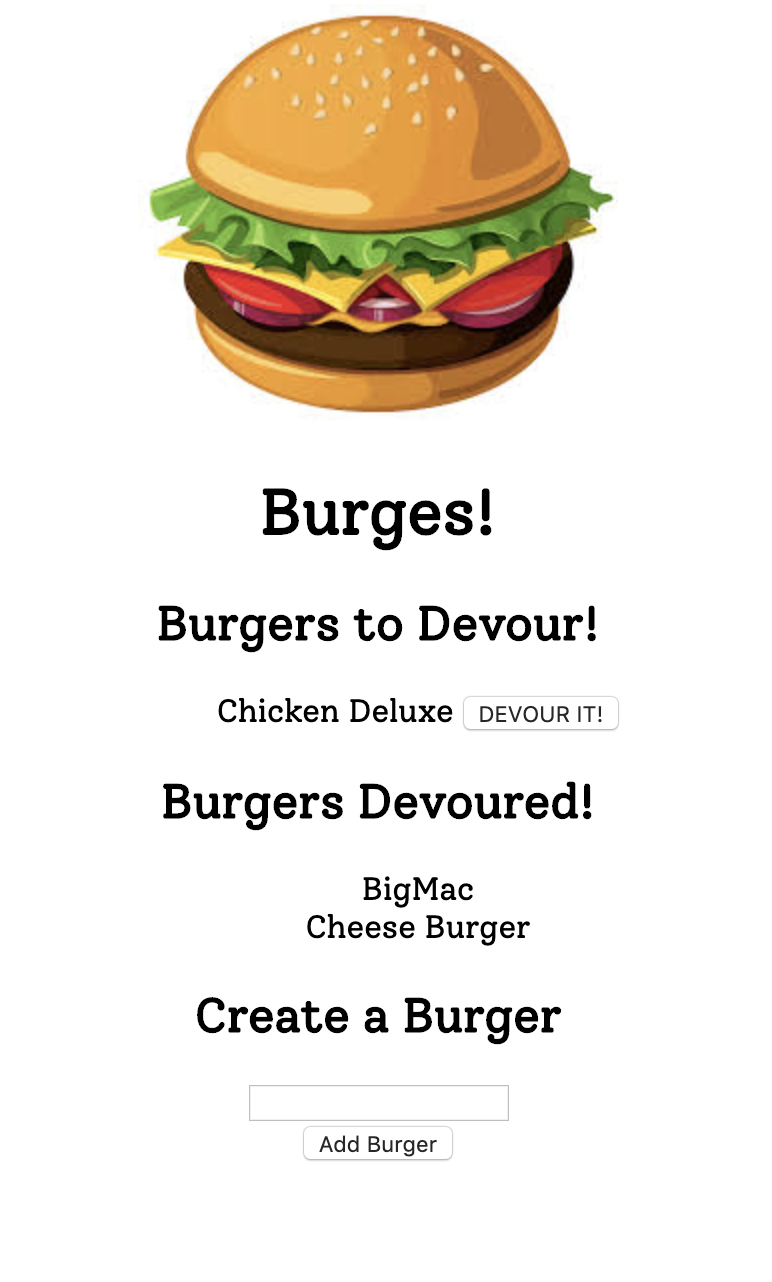 Burges!
Burgers to Devour!
Chicken Deluxe DEVOUR IT!
Burgers Devoured!
BigMac
Cheese Burger
Create a Burger
Add Burger